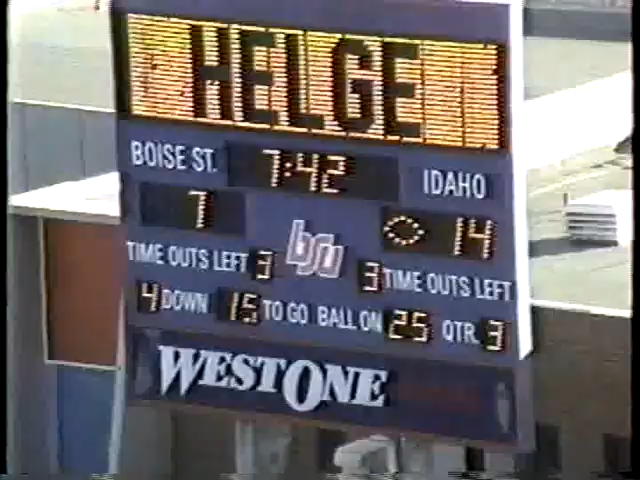 HELGE
BOISE ST. 7:42 IDAHO
7 14
bsu
TIME OUTS LEFT 3 3 TIME OUTS LEFT
4 DOWN 15 TO GO BALL ON 25 QTR. 3
WESTONE